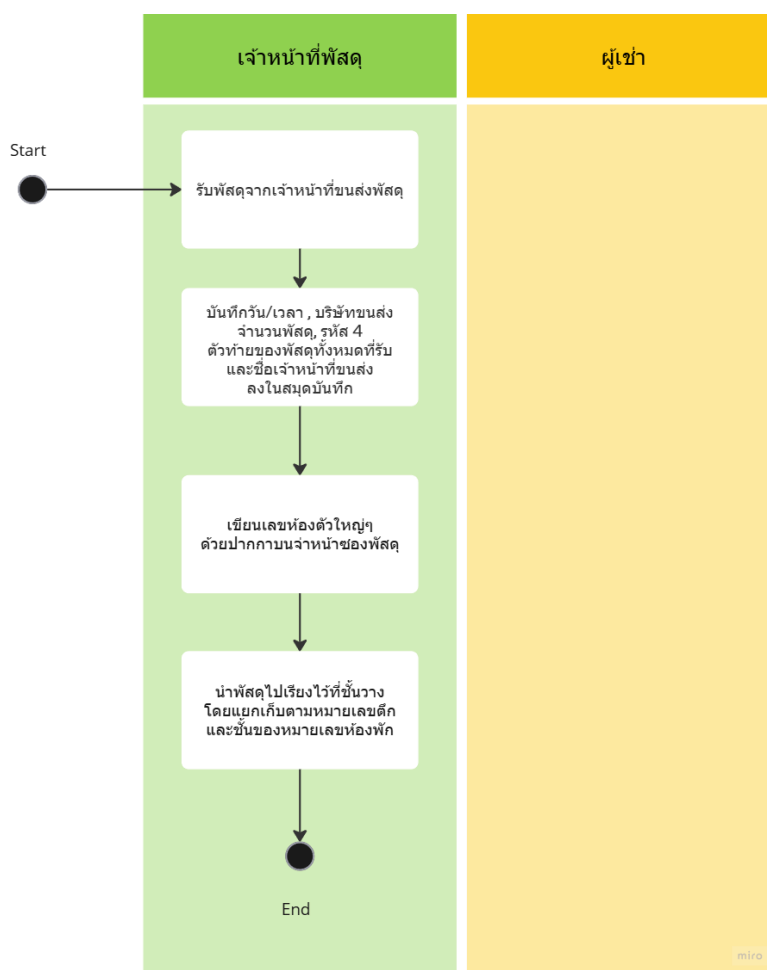 เจ้าหน้าที่พัสดุ
ผู้เช่า
Start
รับพัสดุจากเจ้าหน้าที่ขนส่งพัสดุ
บันทึกวัน/เวลา , บริษัทขนส่ง
จำนวนพัสดุ, รหัส 4
ตัวท้ายของพัสดุทั้งหมดที่รับ
และชื่อเจ้าหน้าที่ขนส่ง
ลงในสมุดบันทึก
เขียนเลขห้องตัวใหญ่ๆ
ด้วยปากกาบนจ่าหน้าซองพัสดุ
นำพัสดุไปเรียงไว้ที่ชั้นวาง
โดยแยกเก็บตามหมายเลขตึก
และชั้นของหมายเลขห้องพัก
End
miro